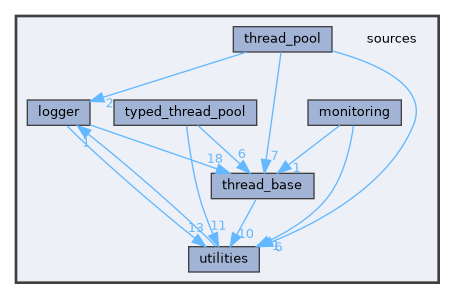 thread_pool
sources
2
logger
typed_thread_pool
monitoring
1
6
7
18
1
thread_base
13
11
10
6
utilities